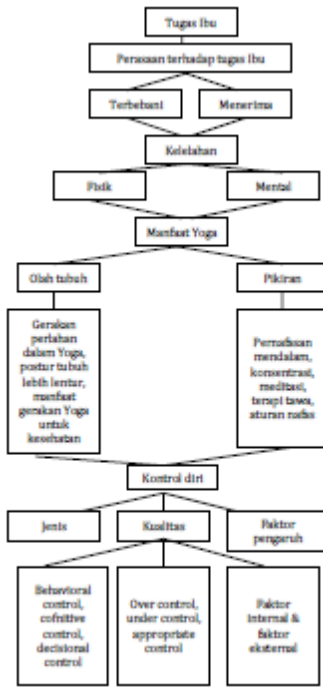 Tugas Ibu
Perasaan terhadap tugas Ibu
Terbebani
Menerima
Kelelahan
Fisik
Mental
Manfaat Yoga
Olah tubuh
Pikiran
Gerakan
perlahan
dalam Yoga,
postur tubuh
lebih lentur,
manfaat
gerakan Yoga
untuk
kesehatan
Pernafasan
mendalam,
konsentrasi,
meditasi,
terapi tawa,
aturan nafas
Kontrol diri
Jenis
Kualitas
Faktor
pengaruh
Behavioral
control,
cofnitive
control,
decisional
control
Over control,
under control,
appropriate
control
Faktor
internal &
faktor
eksternal